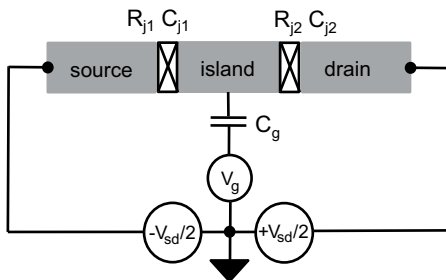 R_j1 C_j1 R_j2 C_j2
source island drain
C_g
V_g
-V_sd/2 +V_sd/2